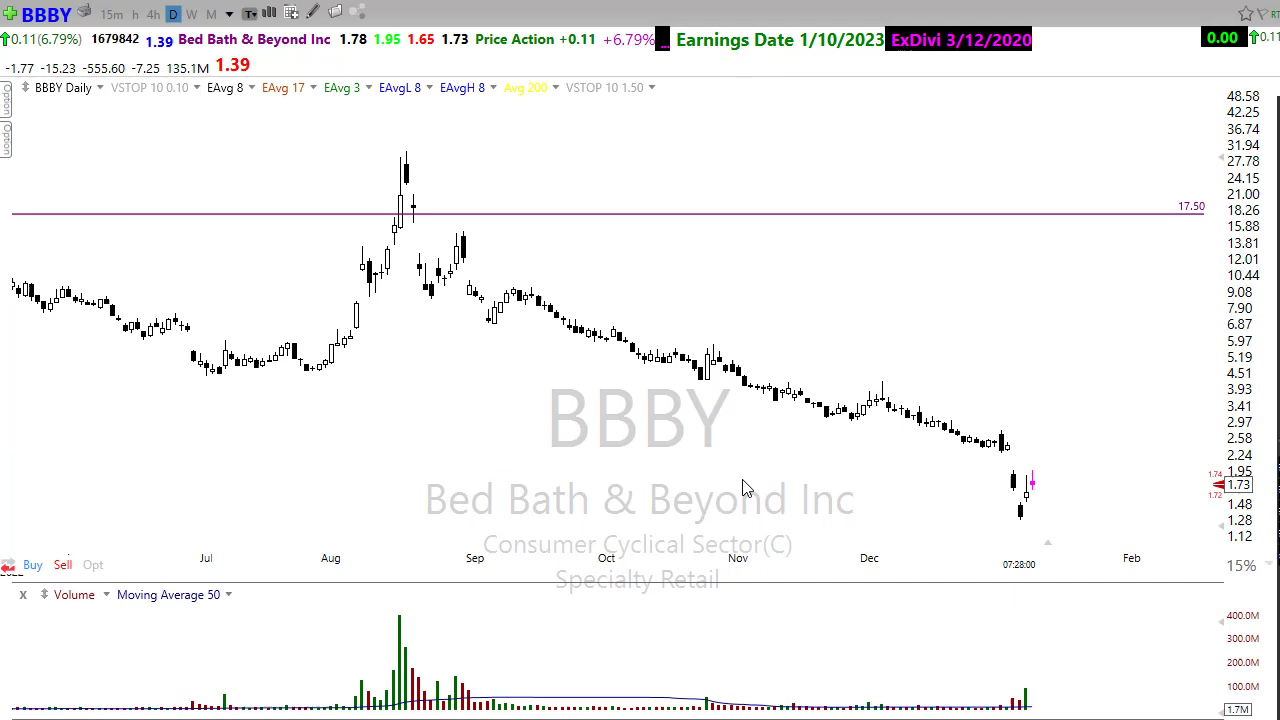 BBBY 15m h 4h D W M
0.11(6.79%) 1679842 1.39 Bed Bath & Beyond Inc 1.78 1.95 1.65 1.73 Price Action +0.11 +6.79% ... Earnings Date 1/10/2023 ExDivi 3/12/2020 0.00 0.11
-1.77 -15.23 -555.60 -7.25 135.1M 1.39
BBBY Daily VSTOP 10 0.10 EAvg 8 EAvg 17 EAvg 3 EAvgL 8 EAvgH 8 Avg 200 VSTOP 10 1.50
Option
Option
48.58
42.25
36.74
31.94
27.78
24.15
21.00
17.50
18.26
15.88
13.81
12.01
10.44
9.08
7.90
6.87
5.97
5.19
4.51
3.93
3.41
2.97
2.58
2.24
1.95
1.74
1.73
1.72
1.48
1.28
1.12
BBBY
Bed Bath & Beyond Inc
Consumer Cyclical Sector(C)
Specialty Retail
Jul Aug Sep Oct Nov Dec Feb
Buy Sell Opt 07:28:00 15%
X Volume Moving Average 50
400.0M
300.0M
200.0M
100.0M
1.7M